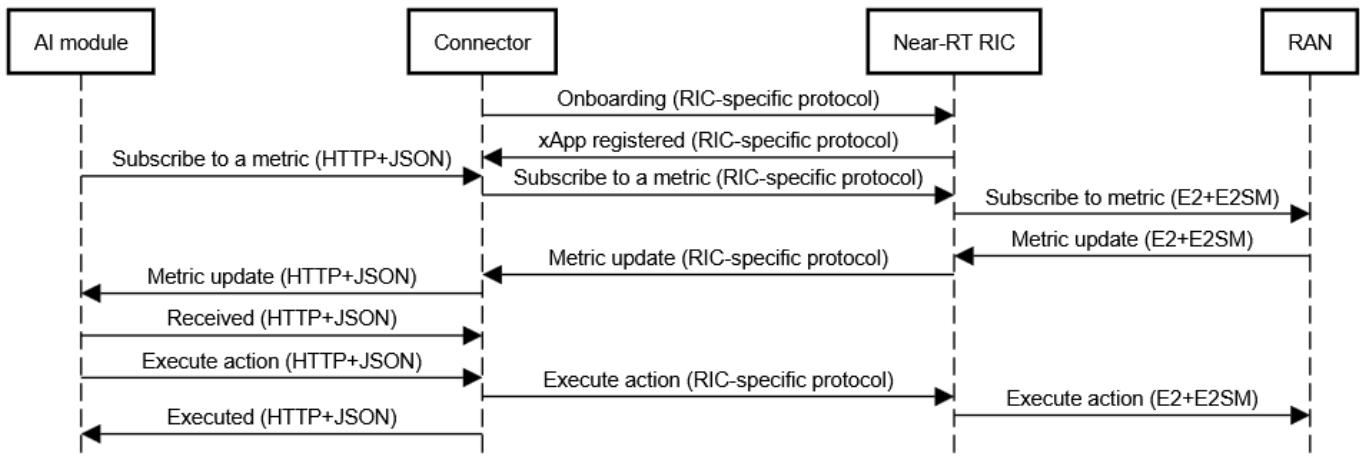 AI module
Connector
Near-RT RIC
RAN
Onboarding (RIC-specific protocol)
xApp registered (RIC-specific protocol)
Subscribe to a metric (HTTP+JSON)
Subscribe to a metric (RIC-specific protocol)
Subscribe to metric (E2+E2SM)
Metric update (E2+E2SM)
Metric update (RIC-specific protocol)
Metric update (HTTP+JSON)
Received (HTTP+JSON)
Execute action (HTTP+JSON)
Execute action (RIC-specific protocol)
Execute action (E2+E2SM)
Executed (HTTP+JSON)